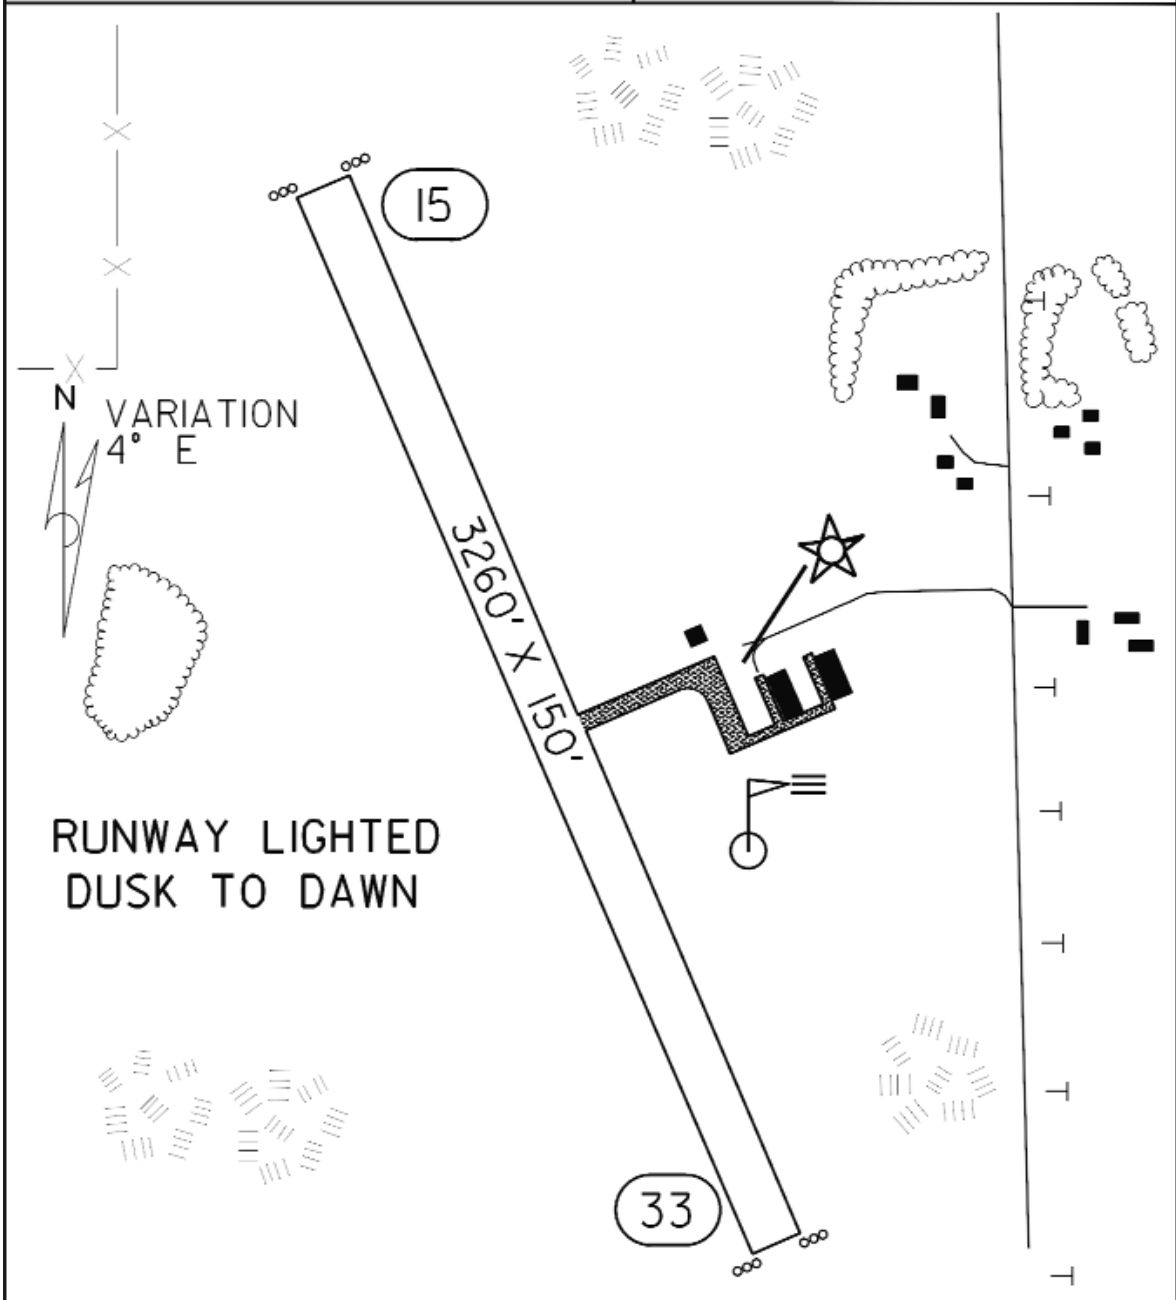 15
N
VARIATION
4° E
3260' X 150'
RUNWAY LIGHTED
DUSK TO DAWN
33